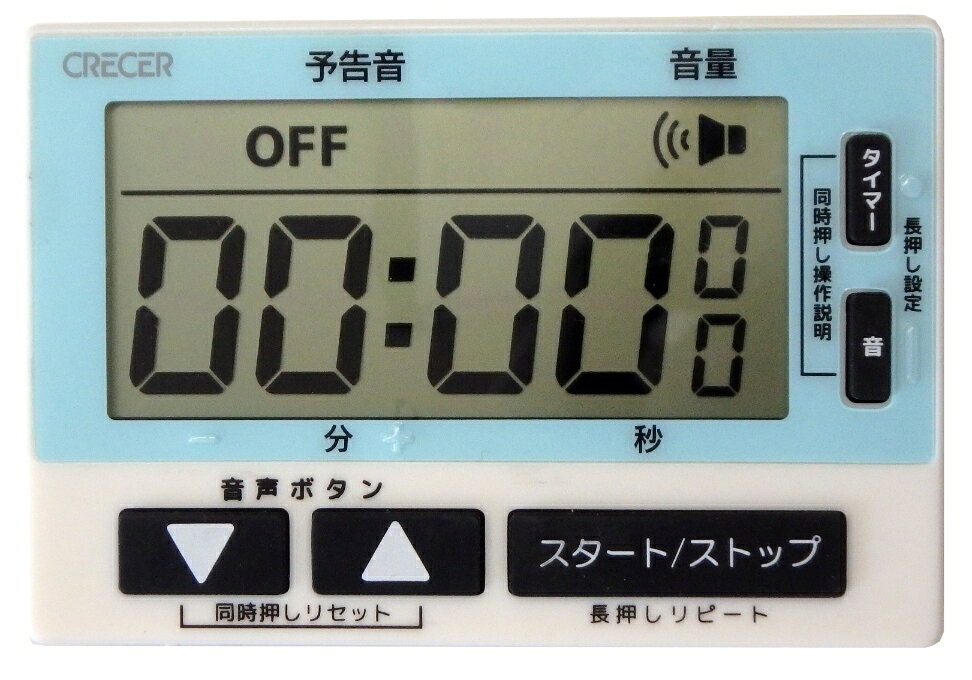 CRECER
予告音
音量
OFF
00:00
0
0
タイマー
同時押し操作説明
長押し設定
音
－
分
＋
秒
音声ボタン
▼
▲
スタート/ストップ
同時押しリセット
長押しリピート